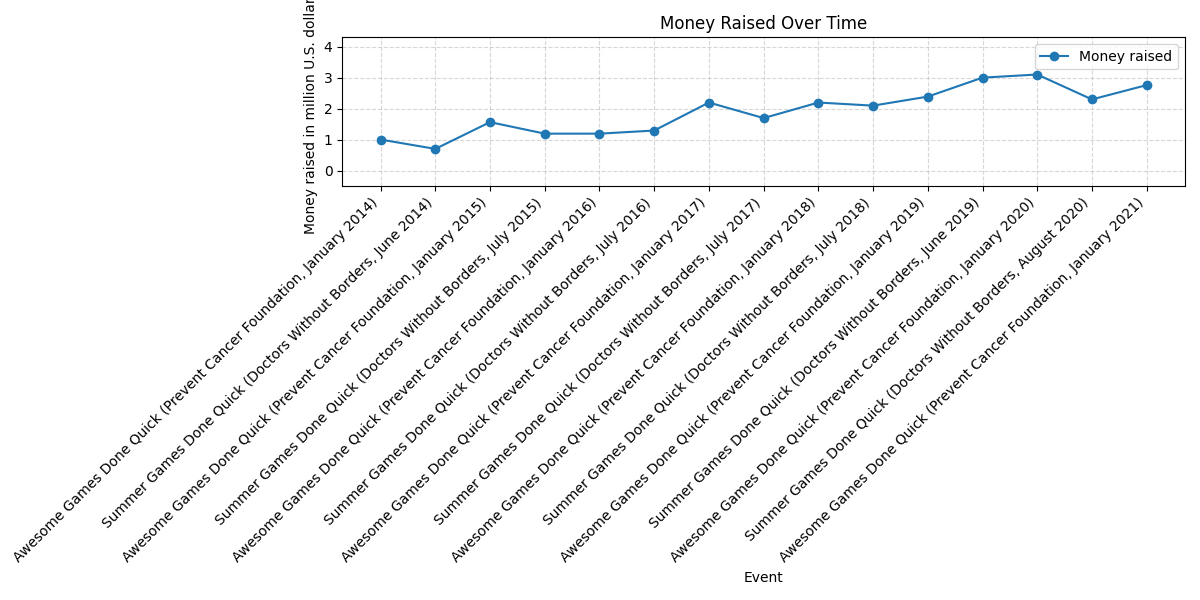 Money Raised Over Time
Money raised in million U.S. dollar
4
3
2
1
0
Money raised
Awesome Games Done Quick (Prevent Cancer Foundation, January 2014)
Summer Games Done Quick (Doctors Without Borders, June 2014)
Awesome Games Done Quick (Prevent Cancer Foundation, January 2015)
Summer Games Done Quick (Doctors Without Borders, July 2015)
Awesome Games Done Quick (Prevent Cancer Foundation, January 2016)
Summer Games Done Quick (Doctors Without Borders, July 2016)
Awesome Games Done Quick (Prevent Cancer Foundation, January 2017)
Summer Games Done Quick (Doctors Without Borders, July 2017)
Awesome Games Done Quick (Prevent Cancer Foundation, January 2018)
Summer Games Done Quick (Doctors Without Borders, July 2018)
Awesome Games Done Quick (Prevent Cancer Foundation, January 2019)
Summer Games Done Quick (Doctors Without Borders, June 2019)
Awesome Games Done Quick (Prevent Cancer Foundation, January 2020)
Summer Games Done Quick (Doctors Without Borders, August 2020)
Awesome Games Done Quick (Prevent Cancer Foundation, January 2021)
Event